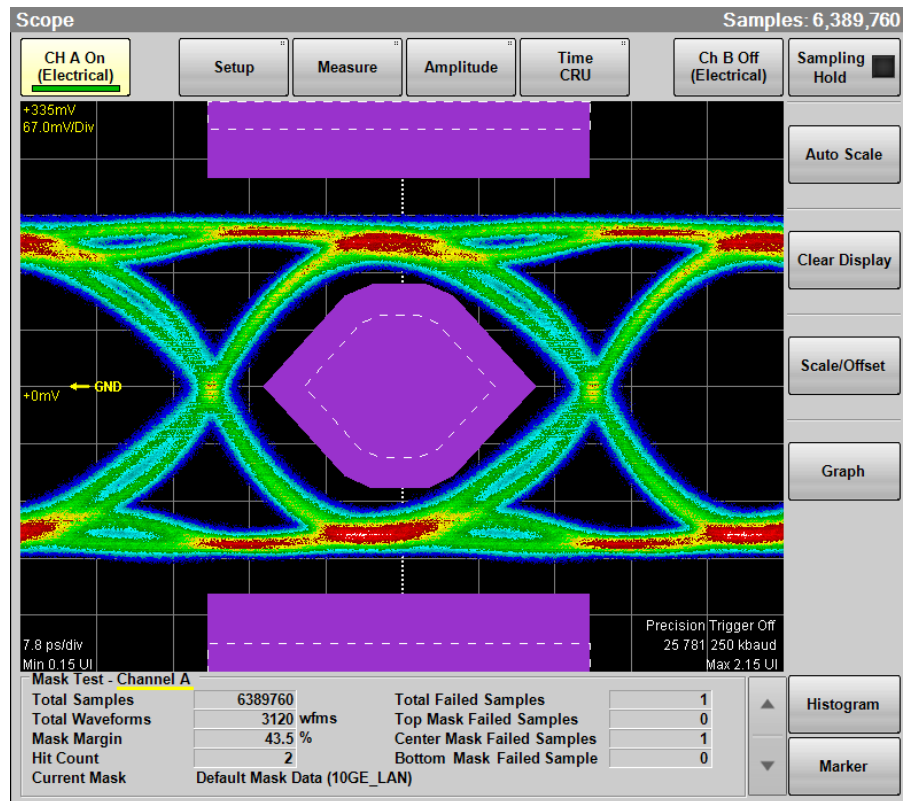 Scope
Samples: 6,389,760
CH A On
(Electrical)
Setup
Measure
Amplitude
Time
CRU
Ch B Off
(Electrical)
Sampling
Hold
+335mV
67.0mV/Div
Auto Scale
Clear Display
+0mV
GND
Scale/Offset
Graph
Precision Trigger Off
7.8 ps/div
25 781 250 kbaud
Min 0.15 UI
Max 2.15 UI
Mask Test - Channel A
Total Samples 6389760
Total Failed Samples 1
Total Waveforms 3120 wfms
Top Mask Failed Samples 0
Mask Margin 43.5 %
Center Mask Failed Samples 1
Hit Count 2
Bottom Mask Failed Sample 0
Current Mask Default Mask Data (10GE_LAN)
Histogram
Marker